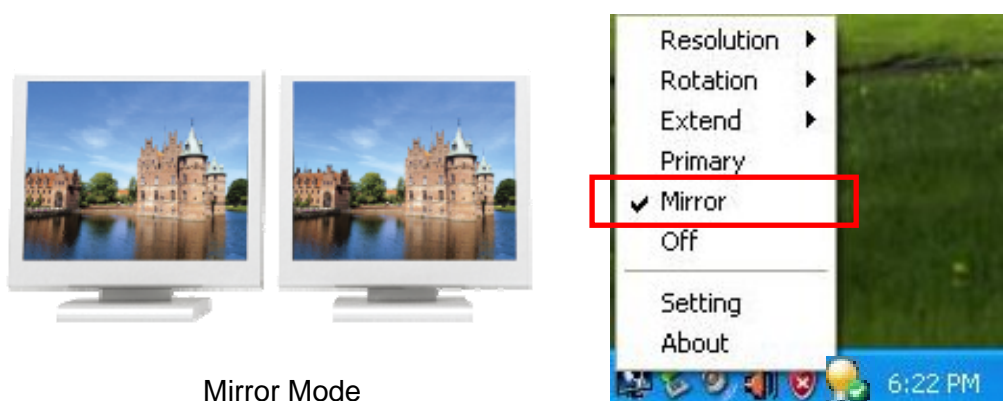 Mirror Mode
Resolution
Rotation
Extend
Primary
Mirror
Off
Setting
About
6:22 PM